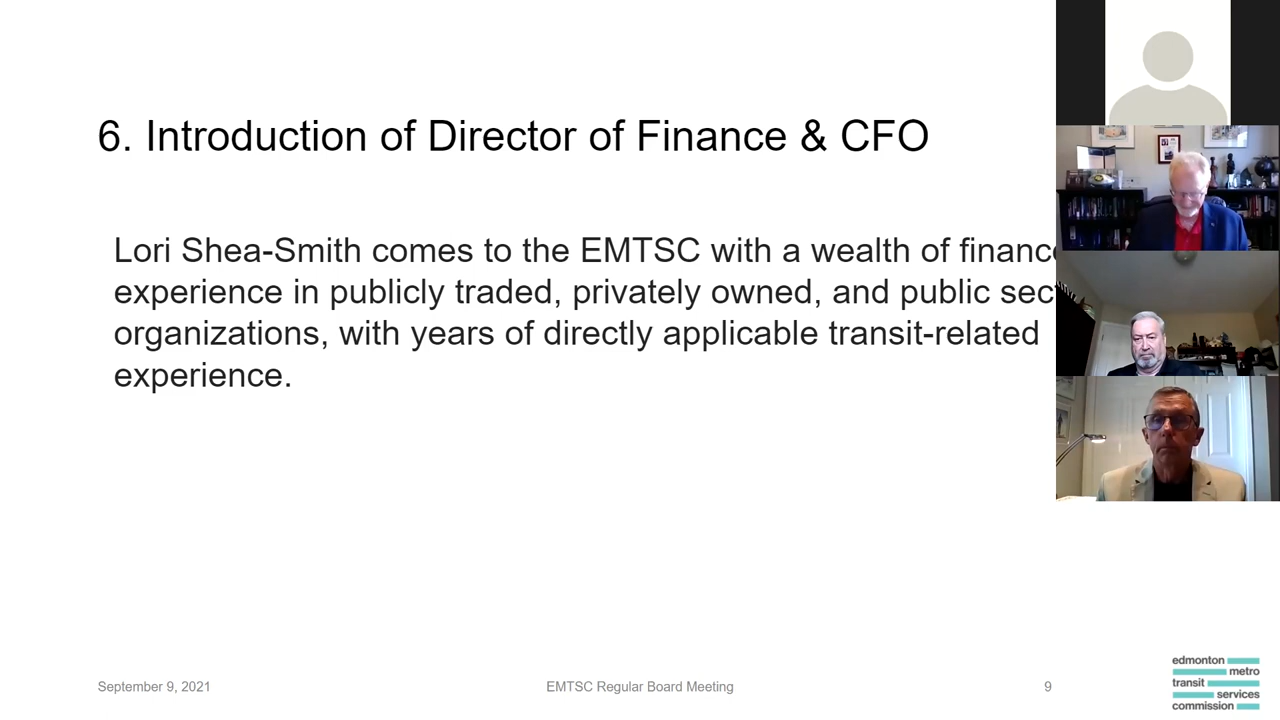 6. Introduction of Director of Finance & CFO
Lori Shea-Smith comes to the EMTSC with a wealth of finance
experience in publicly traded, privately owned, and public sec
organizations, with years of directly applicable transit-related
experience.
September 9, 2021
EMTSC Regular Board Meeting
9
edmonton
metro
transit
services
commission